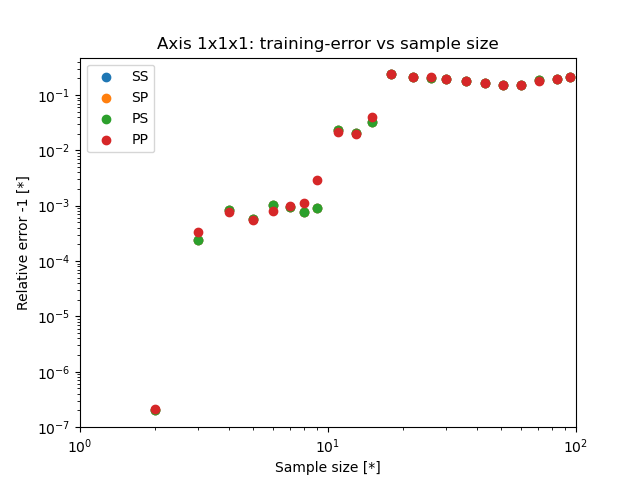 Axis 1x1x1: training-error vs sample size
SS
SP
PS
PP
Relative error -1 [*]
10⁻¹
10⁻²
10⁻³
10⁻⁴
10⁻⁵
10⁻⁶
10⁻⁷
10⁰ 10¹ 10²
Sample size [*]